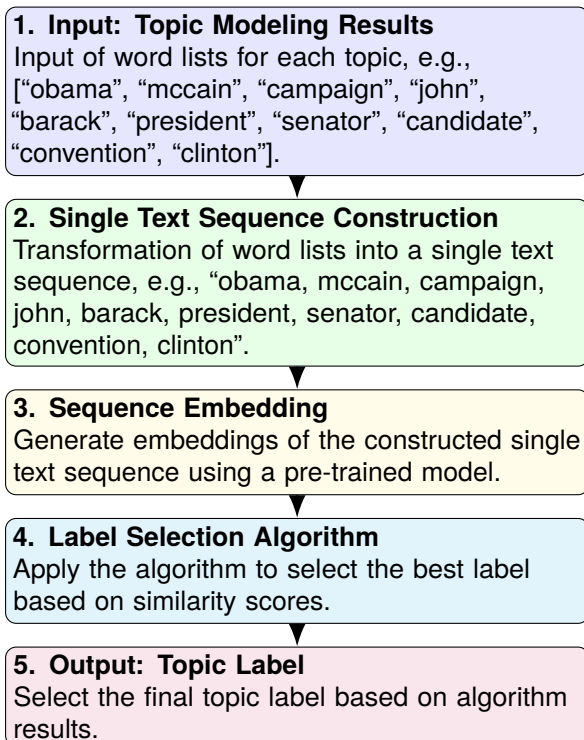 1. Input: Topic Modeling Results
Input of word lists for each topic, e.g.,
[“obama”, “mccain”, “campaign”, “john”,
“barack”, “president”, “senator”, “candidate”,
“convention”, “clinton”].
2. Single Text Sequence Construction
Transformation of word lists into a single text
sequence, e.g., “obama, mccain, campaign,
john, barack, president, senator, candidate,
convention, clinton”.
3. Sequence Embedding
Generate embeddings of the constructed single
text sequence using a pre-trained model.
4. Label Selection Algorithm
Apply the algorithm to select the best label
based on similarity scores.
5. Output: Topic Label
Select the final topic label based on algorithm
results.